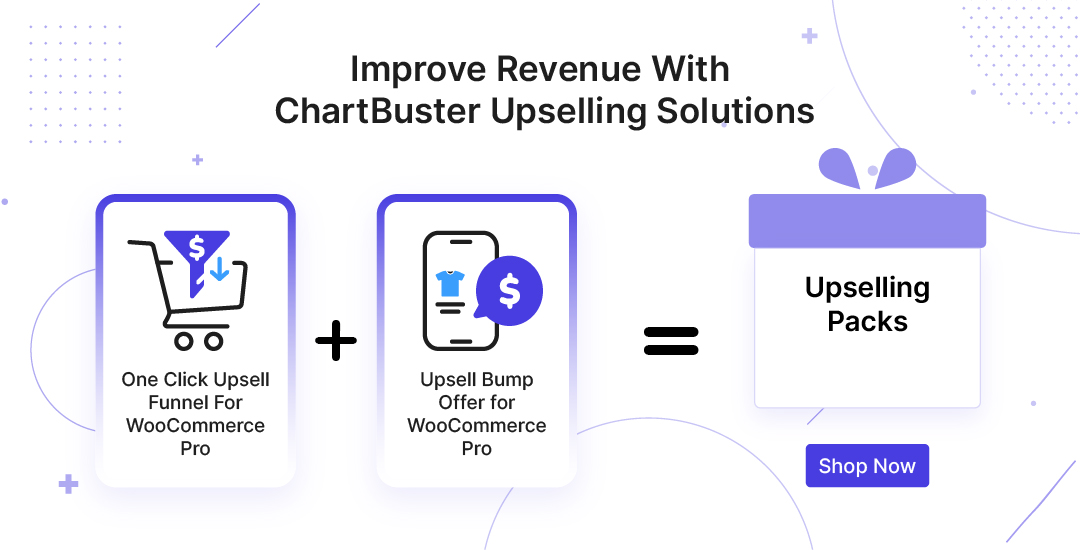 Improve Revenue With
ChartBuster Upselling Solutions
$
One Click Upsell
Funnel For
WooCommerce
Pro
+
$
Upsell Bump
Offer for
WooCommerce
Pro
=
Upselling
Packs
Shop Now